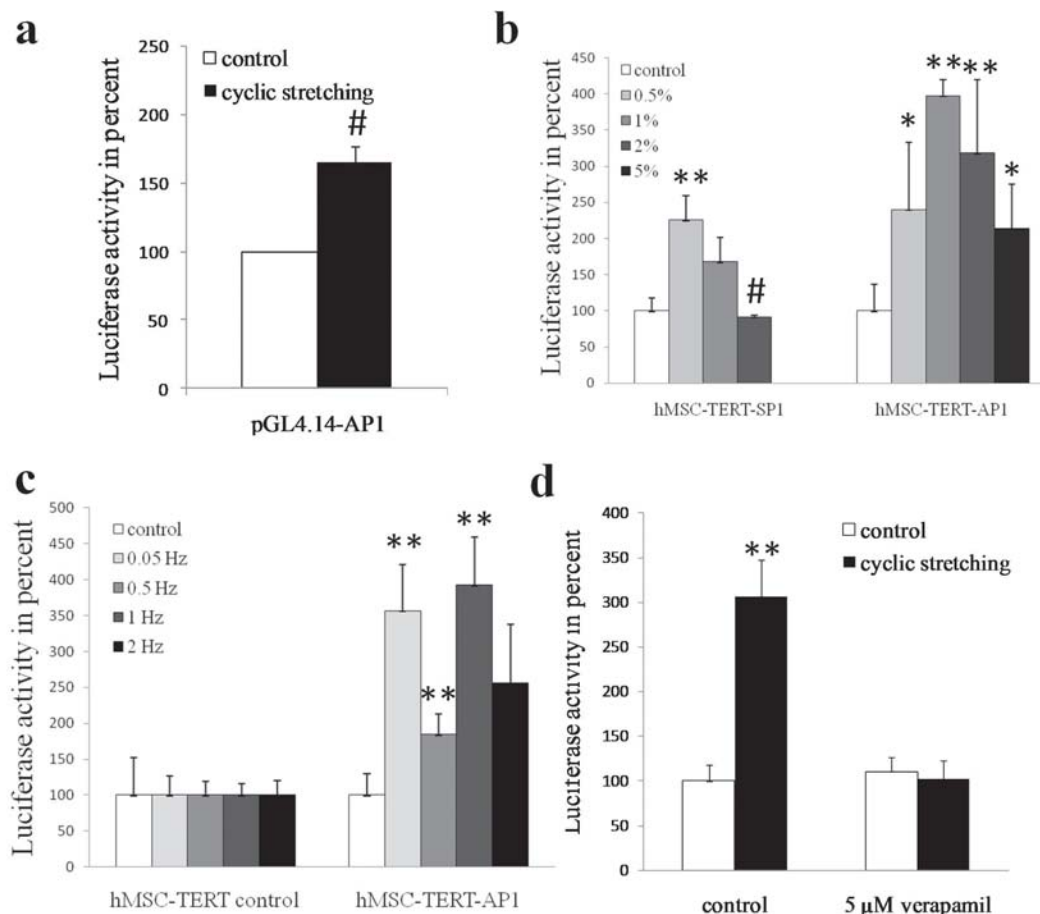 a
250
200
150
100
50
0
Luciferase activity in percent
control
cyclic stretching
#
pGL4.14-AP1
b
450
400
350
300
250
200
150
100
50
0
Luciferase activity in percent
control
0.5%
1%
2%
5%
**
#
*
**
**
*
hMSC-TERT-SP1
hMSC-TERT-AP1
c
500
450
400
350
300
250
200
150
100
50
0
Luciferase activity in percent
control
0.05 Hz
0.5 Hz
1 Hz
2 Hz
**
**
**
hMSC-TERT control
hMSC-TERT-AP1
d
400
350
300
250
200
150
100
50
0
Luciferase activity in percent
control
cyclic stretching
**
control
5 µM verapamil